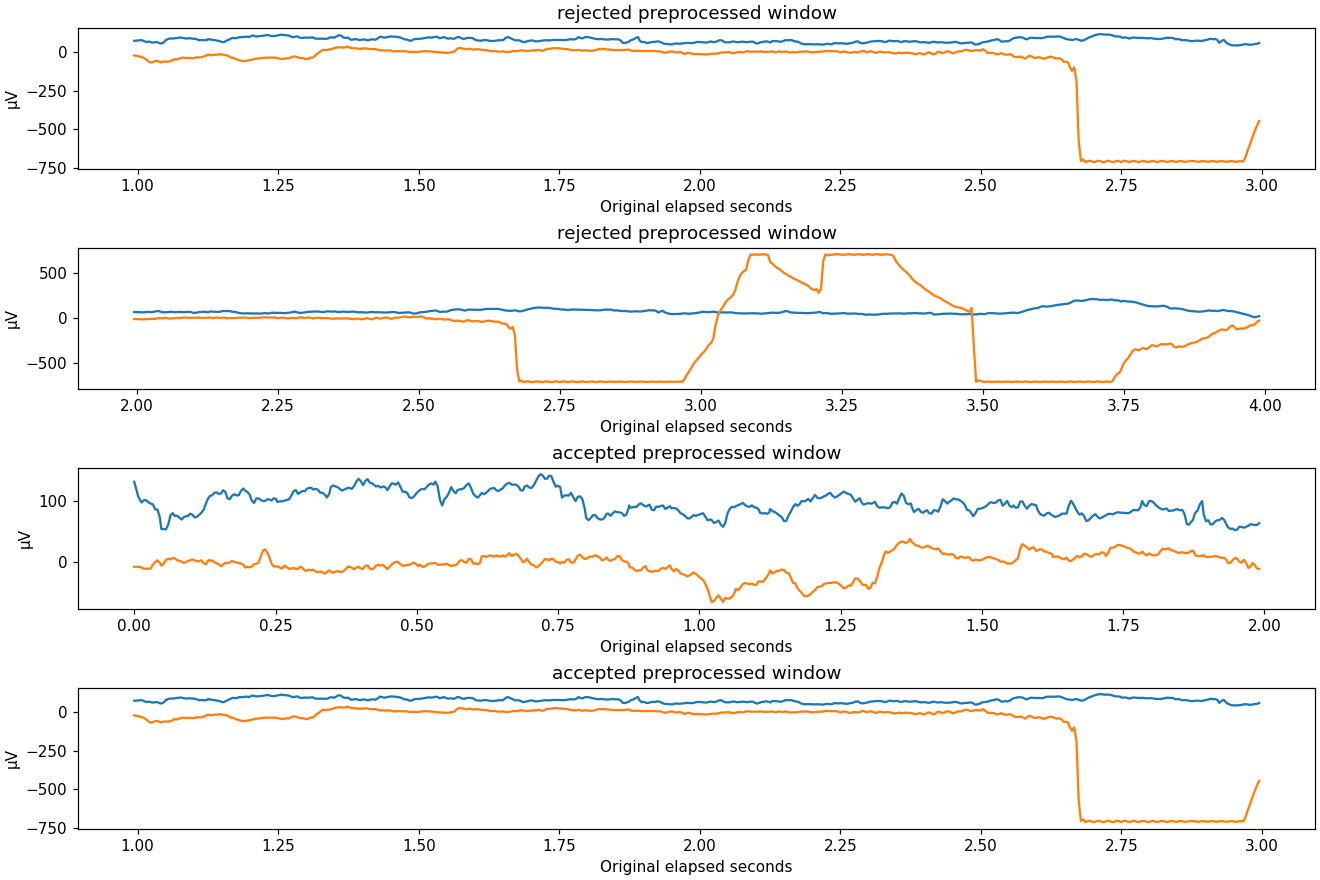 rejected preprocessed window
µV
0
−250
−500
−750
1.00 1.25 1.50 1.75 2.00 2.25 2.50 2.75 3.00
Original elapsed seconds
rejected preprocessed window
µV
500
0
−500
2.00 2.25 2.50 2.75 3.00 3.25 3.50 3.75 4.00
Original elapsed seconds
accepted preprocessed window
µV
100
0
0.00 0.25 0.50 0.75 1.00 1.25 1.50 1.75 2.00
Original elapsed seconds
accepted preprocessed window
µV
0
−250
−500
−750
1.00 1.25 1.50 1.75 2.00 2.25 2.50 2.75 3.00
Original elapsed seconds